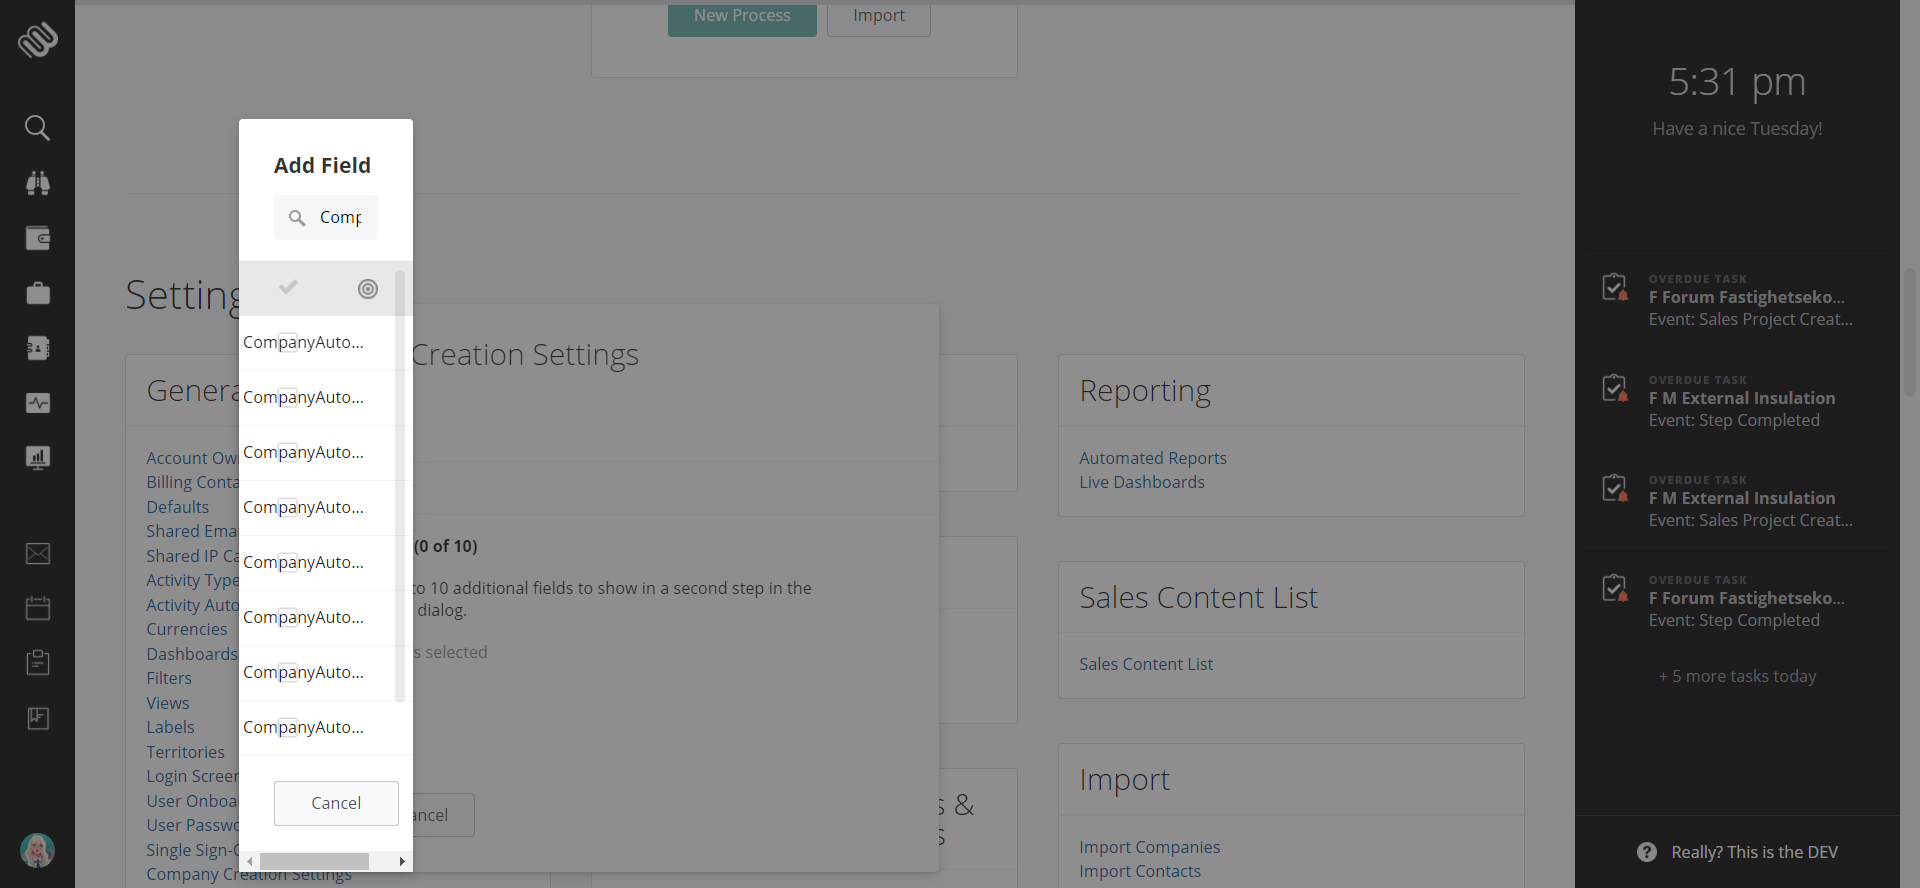 New Process
Import
Add Field
Comp
CompanyAuto...
CompanyAuto...
CompanyAuto...
CompanyAuto...
CompanyAuto...
CompanyAuto...
CompanyAuto...
CompanyAuto...
Cancel
Setting
Genera
Account Ow
Billing Conta
Defaults
Shared Ema
Shared IP Ca
Activity Type
Activity Auto
Currencies
Dashboards
Filters
Views
Labels
Territories
Login Screen
User Onboa
User Passwo
Single Sign-O
Company Creation Settings
Creation Settings
(0 of 10)
to 10 additional fields to show in a second step in the
dialog.
s selected
ancel
s &
s
Reporting
Automated Reports
Live Dashboards
Sales Content List
Sales Content List
Import
Import Companies
Import Contacts
5:31 pm
Have a nice Tuesday!
OVERDUE TASK
F Forum Fastighetseko...
Event: Sales Project Creat...
OVERDUE TASK
F M External Insulation
Event: Step Completed
OVERDUE TASK
F M External Insulation
Event: Sales Project Creat...
OVERDUE TASK
F Forum Fastighetseko...
Event: Step Completed
+ 5 more tasks today
Really? This is the DEV